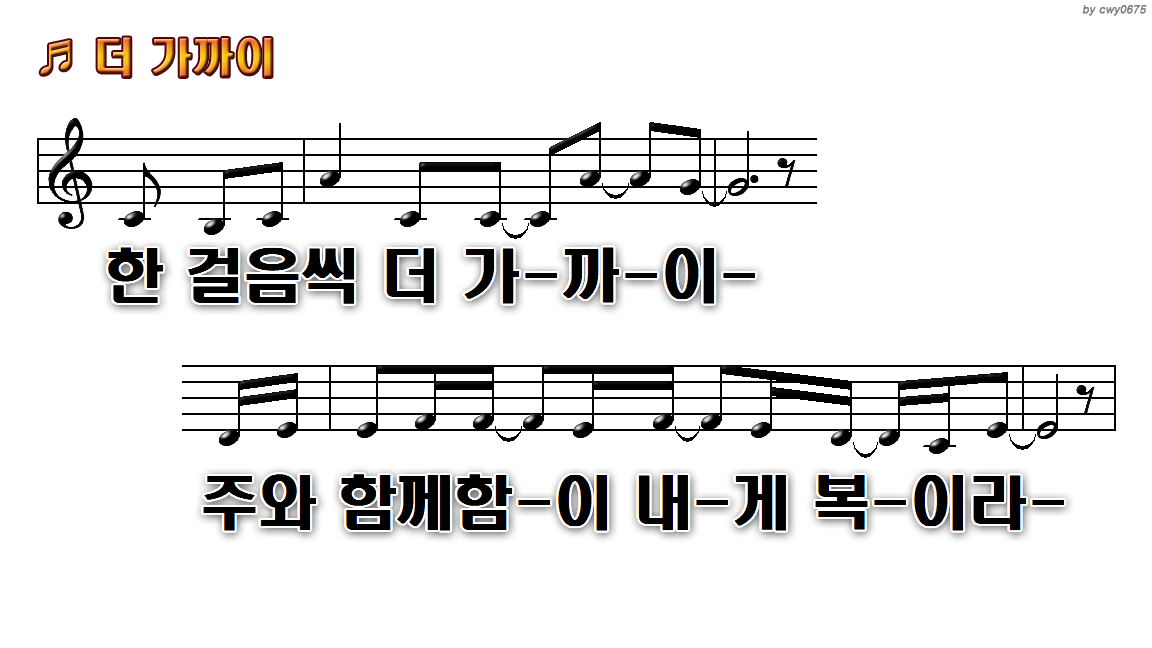 by cwy0675
♬ 더 가까이
한 걸음씩 더 가-까-이-
주와 함께함-이 내-게 복-이라-